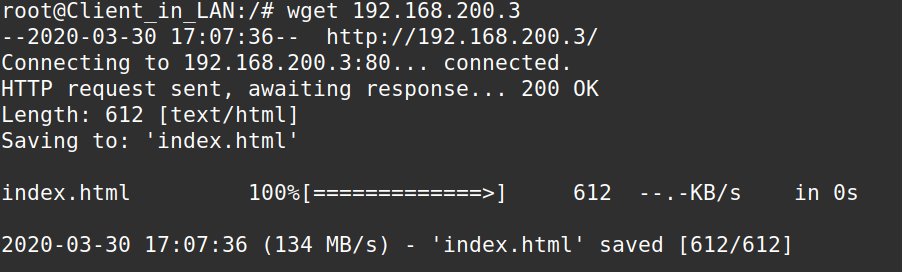 root@Client_in_LAN:/# wget 192.168.200.3
--2020-03-30 17:07:36--  http://192.168.200.3/
Connecting to 192.168.200.3:80... connected.
HTTP request sent, awaiting response... 200 OK
Length: 612 [text/html]
Saving to: 'index.html'
index.html         100%[=============>]     612  --.-KB/s    in 0s
2020-03-30 17:07:36 (134 MB/s) - 'index.html' saved [612/612]